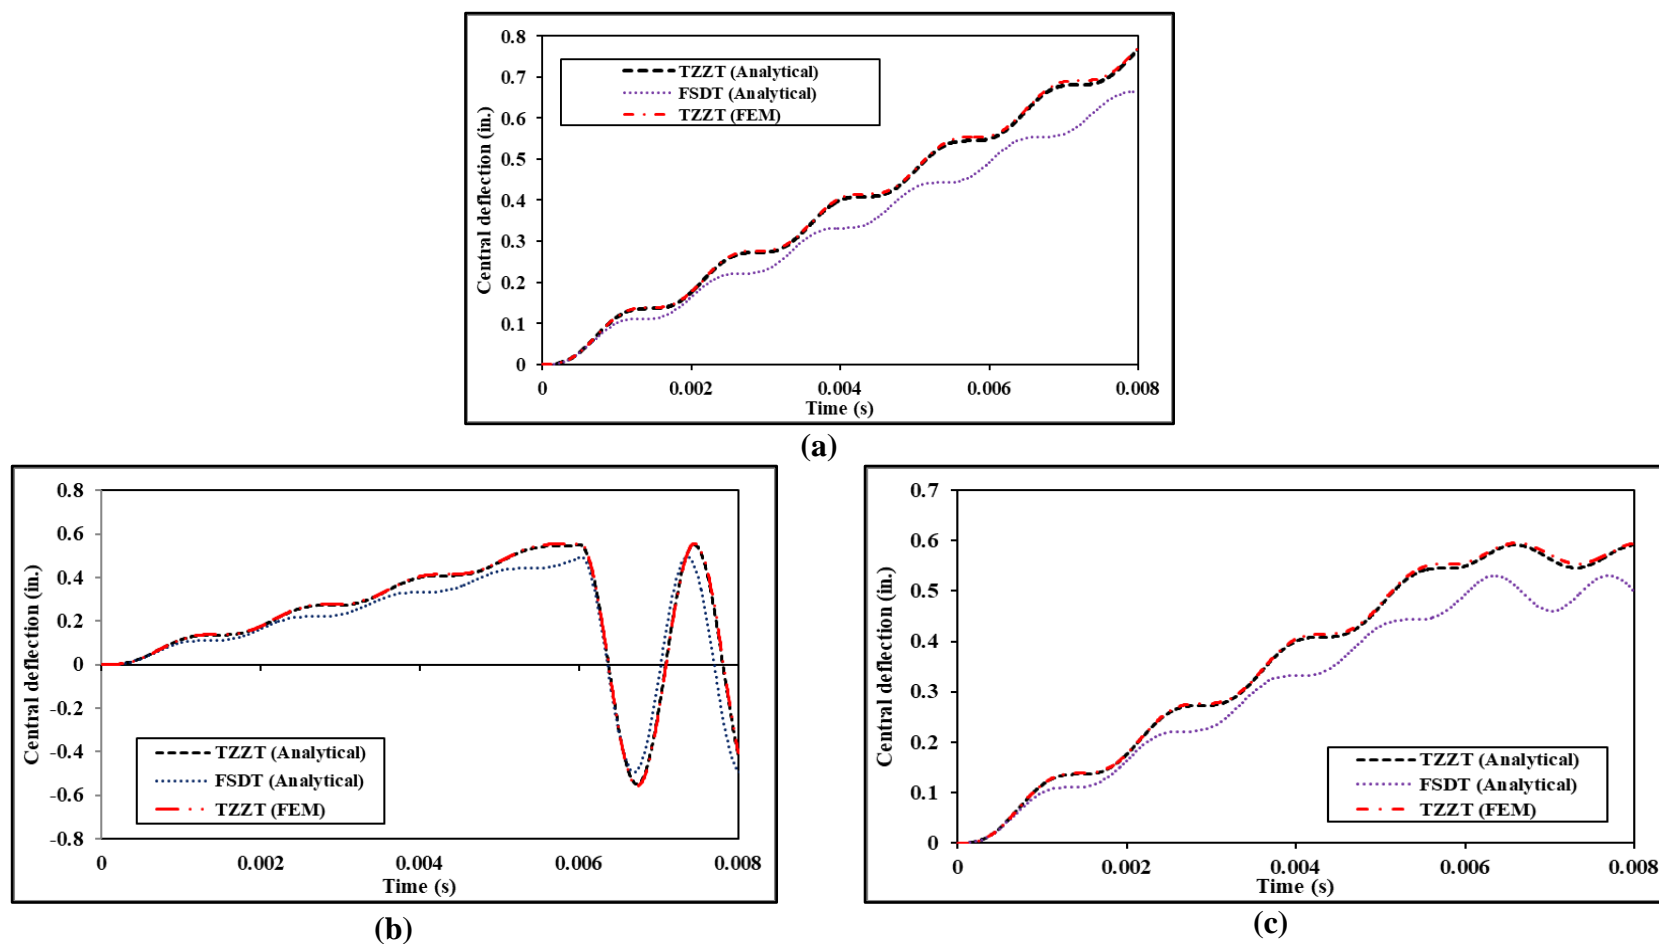 0.8
0.7
0.6
0.5
0.4
0.3
0.2
0.1
0
Central deflection (in.)
TZZT (Analytical)
FSDT (Analytical)
TZZT (FEM)
0 0.002 0.004 0.006 0.008
Time (s)
(a)
0.8
0.6
0.4
0.2
0
-0.2
-0.4
-0.6
-0.8
Central deflection (in.)
TZZT (Analytical)
FSDT (Analytical)
TZZT (FEM)
0 0.002 0.004 0.006 0.008
Time (s)
(b)
0.7
0.6
0.5
0.4
0.3
0.2
0.1
0
Central deflection (in.)
TZZT (Analytical)
FSDT (Analytical)
TZZT (FEM)
0 0.002 0.004 0.006 0.008
Time (s)
(c)